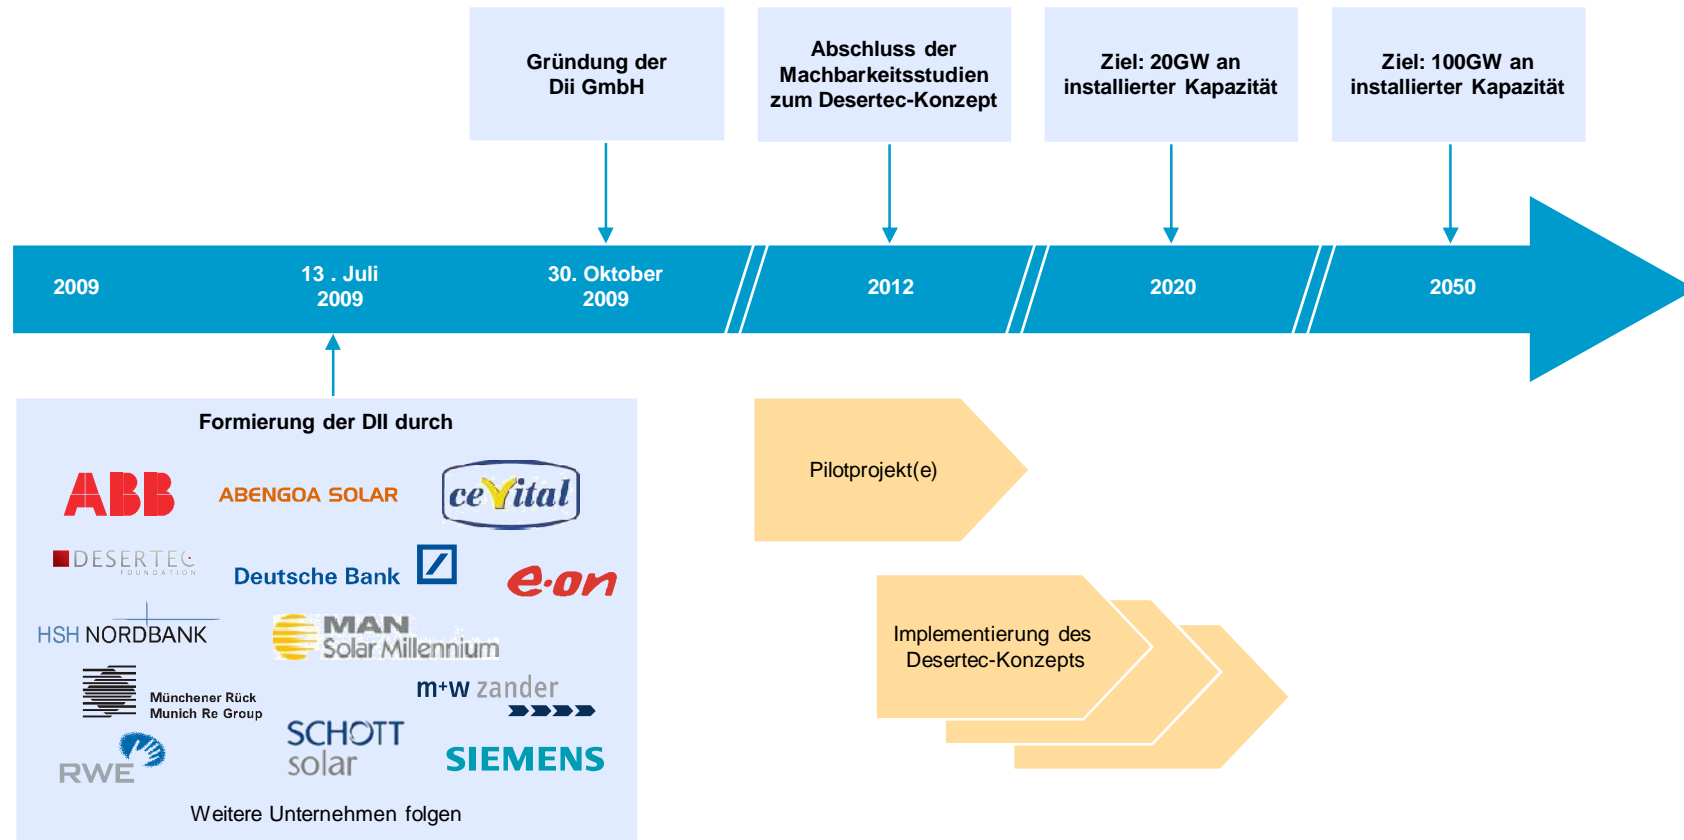 Gründung der
Dii GmbH
Abschluss der
Machbarkeitsstudien
zum Desertec-Konzept
Ziel: 20GW an
installierter Kapazität
Ziel: 100GW an
installierter Kapazität
2009
13 . Juli
2009
30. Oktober
2009
2012
2020
2050
Formierung der DII durch
ABB
ABENGOA SOLAR
ceVital
DESERTEC
FOUNDATION
Deutsche Bank
e·on
HSH NORDBANK
MAN
Solar Millennium
Münchener Rück
Munich Re Group
m+w zander
RWE
SCHOTT
solar
SIEMENS
Weitere Unternehmen folgen
Pilotprojekt(e)
Implementierung des
Desertec-Konzepts